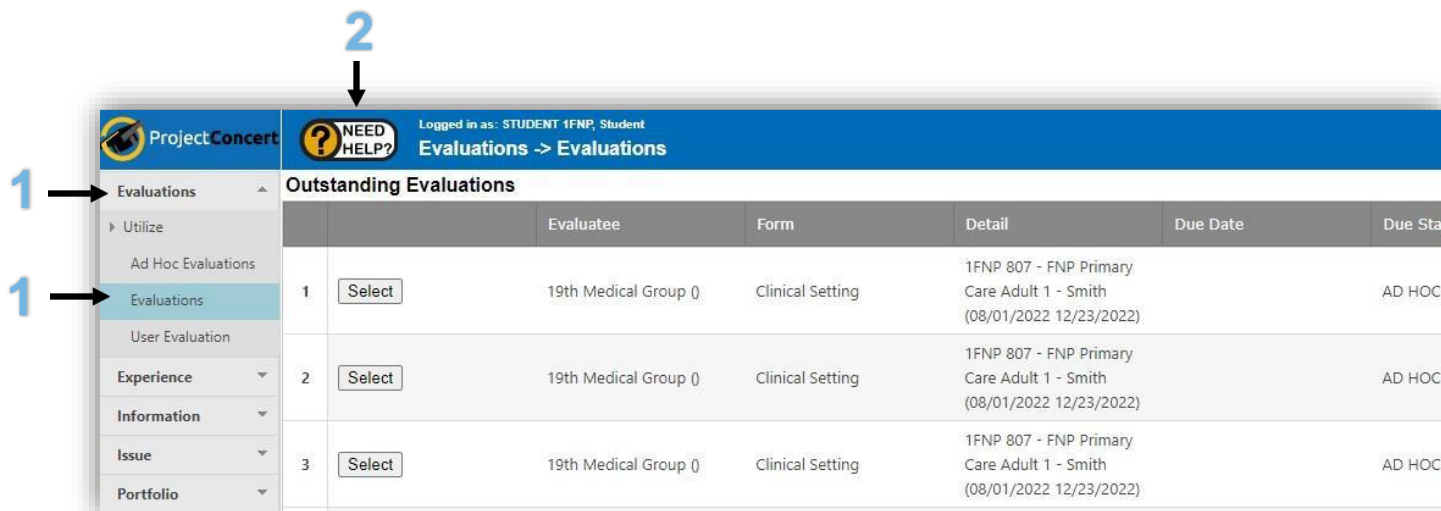 2
ProjectConcert
NEED
HELP?
Logged in as: STUDENT 1FNP, Student
Evaluations -> Evaluations
1
Evaluations
Utilize
Ad Hoc Evaluations
1
Evaluations
User Evaluation
Experience
Information
Issue
Portfolio
Outstanding Evaluations
Evaluatee Form Detail Due Date Due Sta
1 Select 19th Medical Group () Clinical Setting 1FNP 807 - FNP Primary
Care Adult 1 - Smith
(08/01/2022 12/23/2022) AD HOC
2 Select 19th Medical Group () Clinical Setting 1FNP 807 - FNP Primary
Care Adult 1 - Smith
(08/01/2022 12/23/2022) AD HOC
3 Select 19th Medical Group () Clinical Setting 1FNP 807 - FNP Primary
Care Adult 1 - Smith
(08/01/2022 12/23/2022) AD HOC